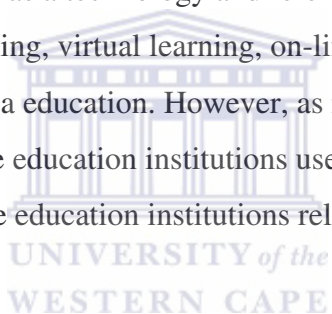 as a technology and
ing, virtual learning, on-li
a education. However, as
e education institutions use
e education institutions rel
UNIVERSITY of the
WESTERN CAPE